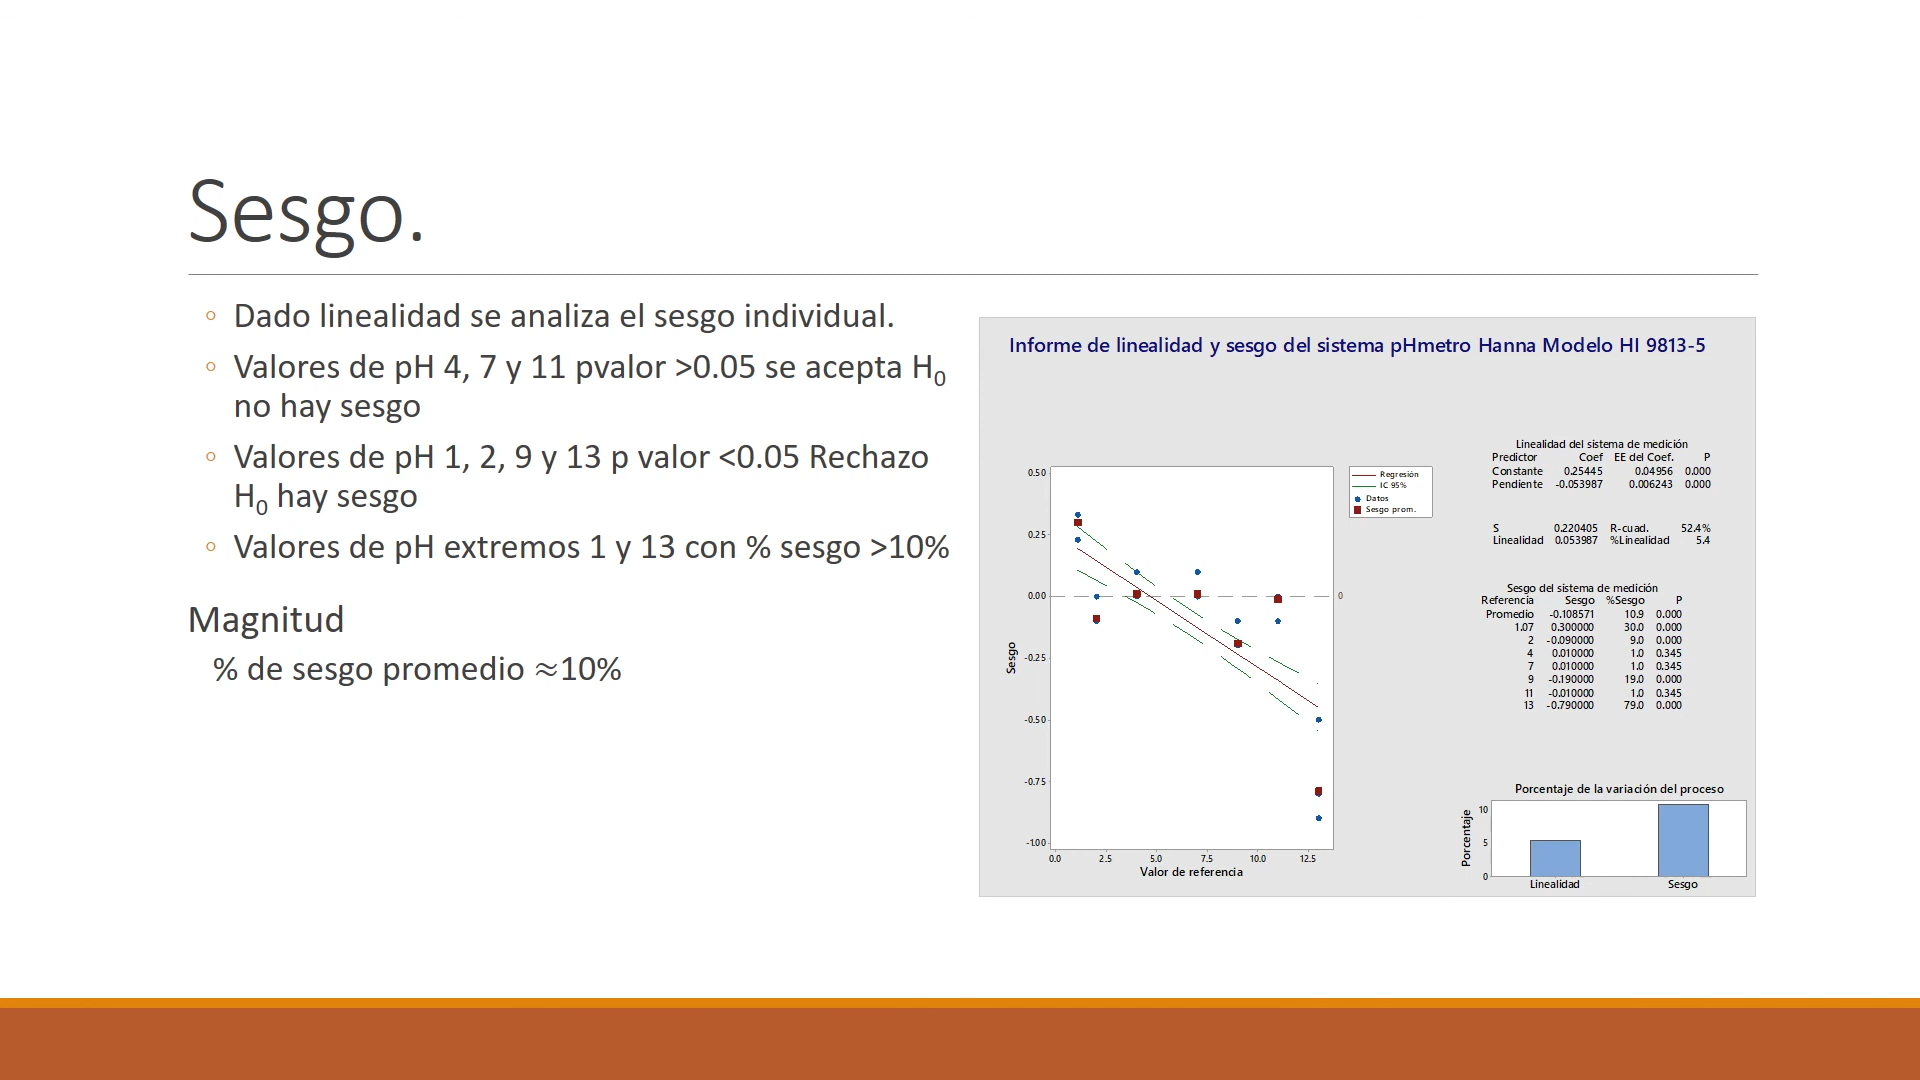 Sesgo.
◦ Dado linealidad se analiza el sesgo individual.
◦ Valores de pH 4, 7 y 11 pvalor >0.05 se acepta H₀
no hay sesgo
◦ Valores de pH 1, 2, 9 y 13 p valor <0.05 Rechazo
H₀ hay sesgo
◦ Valores de pH extremos 1 y 13 con % sesgo >10%
Magnitud
% de sesgo promedio ≈10%
Informe de linealidad y sesgo del sistema pHmetro Hanna Modelo HI 9813-5
0.50
0.25
0.00
-0.25
-0.50
-0.75
-1.00
Sesgo
0.0 2.5 5.0 7.5 10.0 12.5
Valor de referencia
0
Regresión
IC 95%
Datos
Sesgo prom.
Linealidad del sistema de medición
Predictor Coef EE del Coef. P
Constante 0.25445 0.04956 0.000
Pendiente -0.053987 0.006243 0.000
S 0.220405 R-cuad. 52.4%
Linealidad 0.053987 %Linealidad 5.4
Sesgo del sistema de medición
Referencia Sesgo %Sesgo P
Promedio -0.108571 10.9 0.000
1.07 0.300000 30.0 0.000
2 -0.090000 9.0 0.000
4 0.010000 1.0 0.345
7 0.010000 1.0 0.345
9 -0.190000 19.0 0.000
11 -0.010000 1.0 0.345
13 -0.790000 79.0 0.000
Porcentaje de la variación del proceso
Porcentaje
10
5
0
Linealidad Sesgo